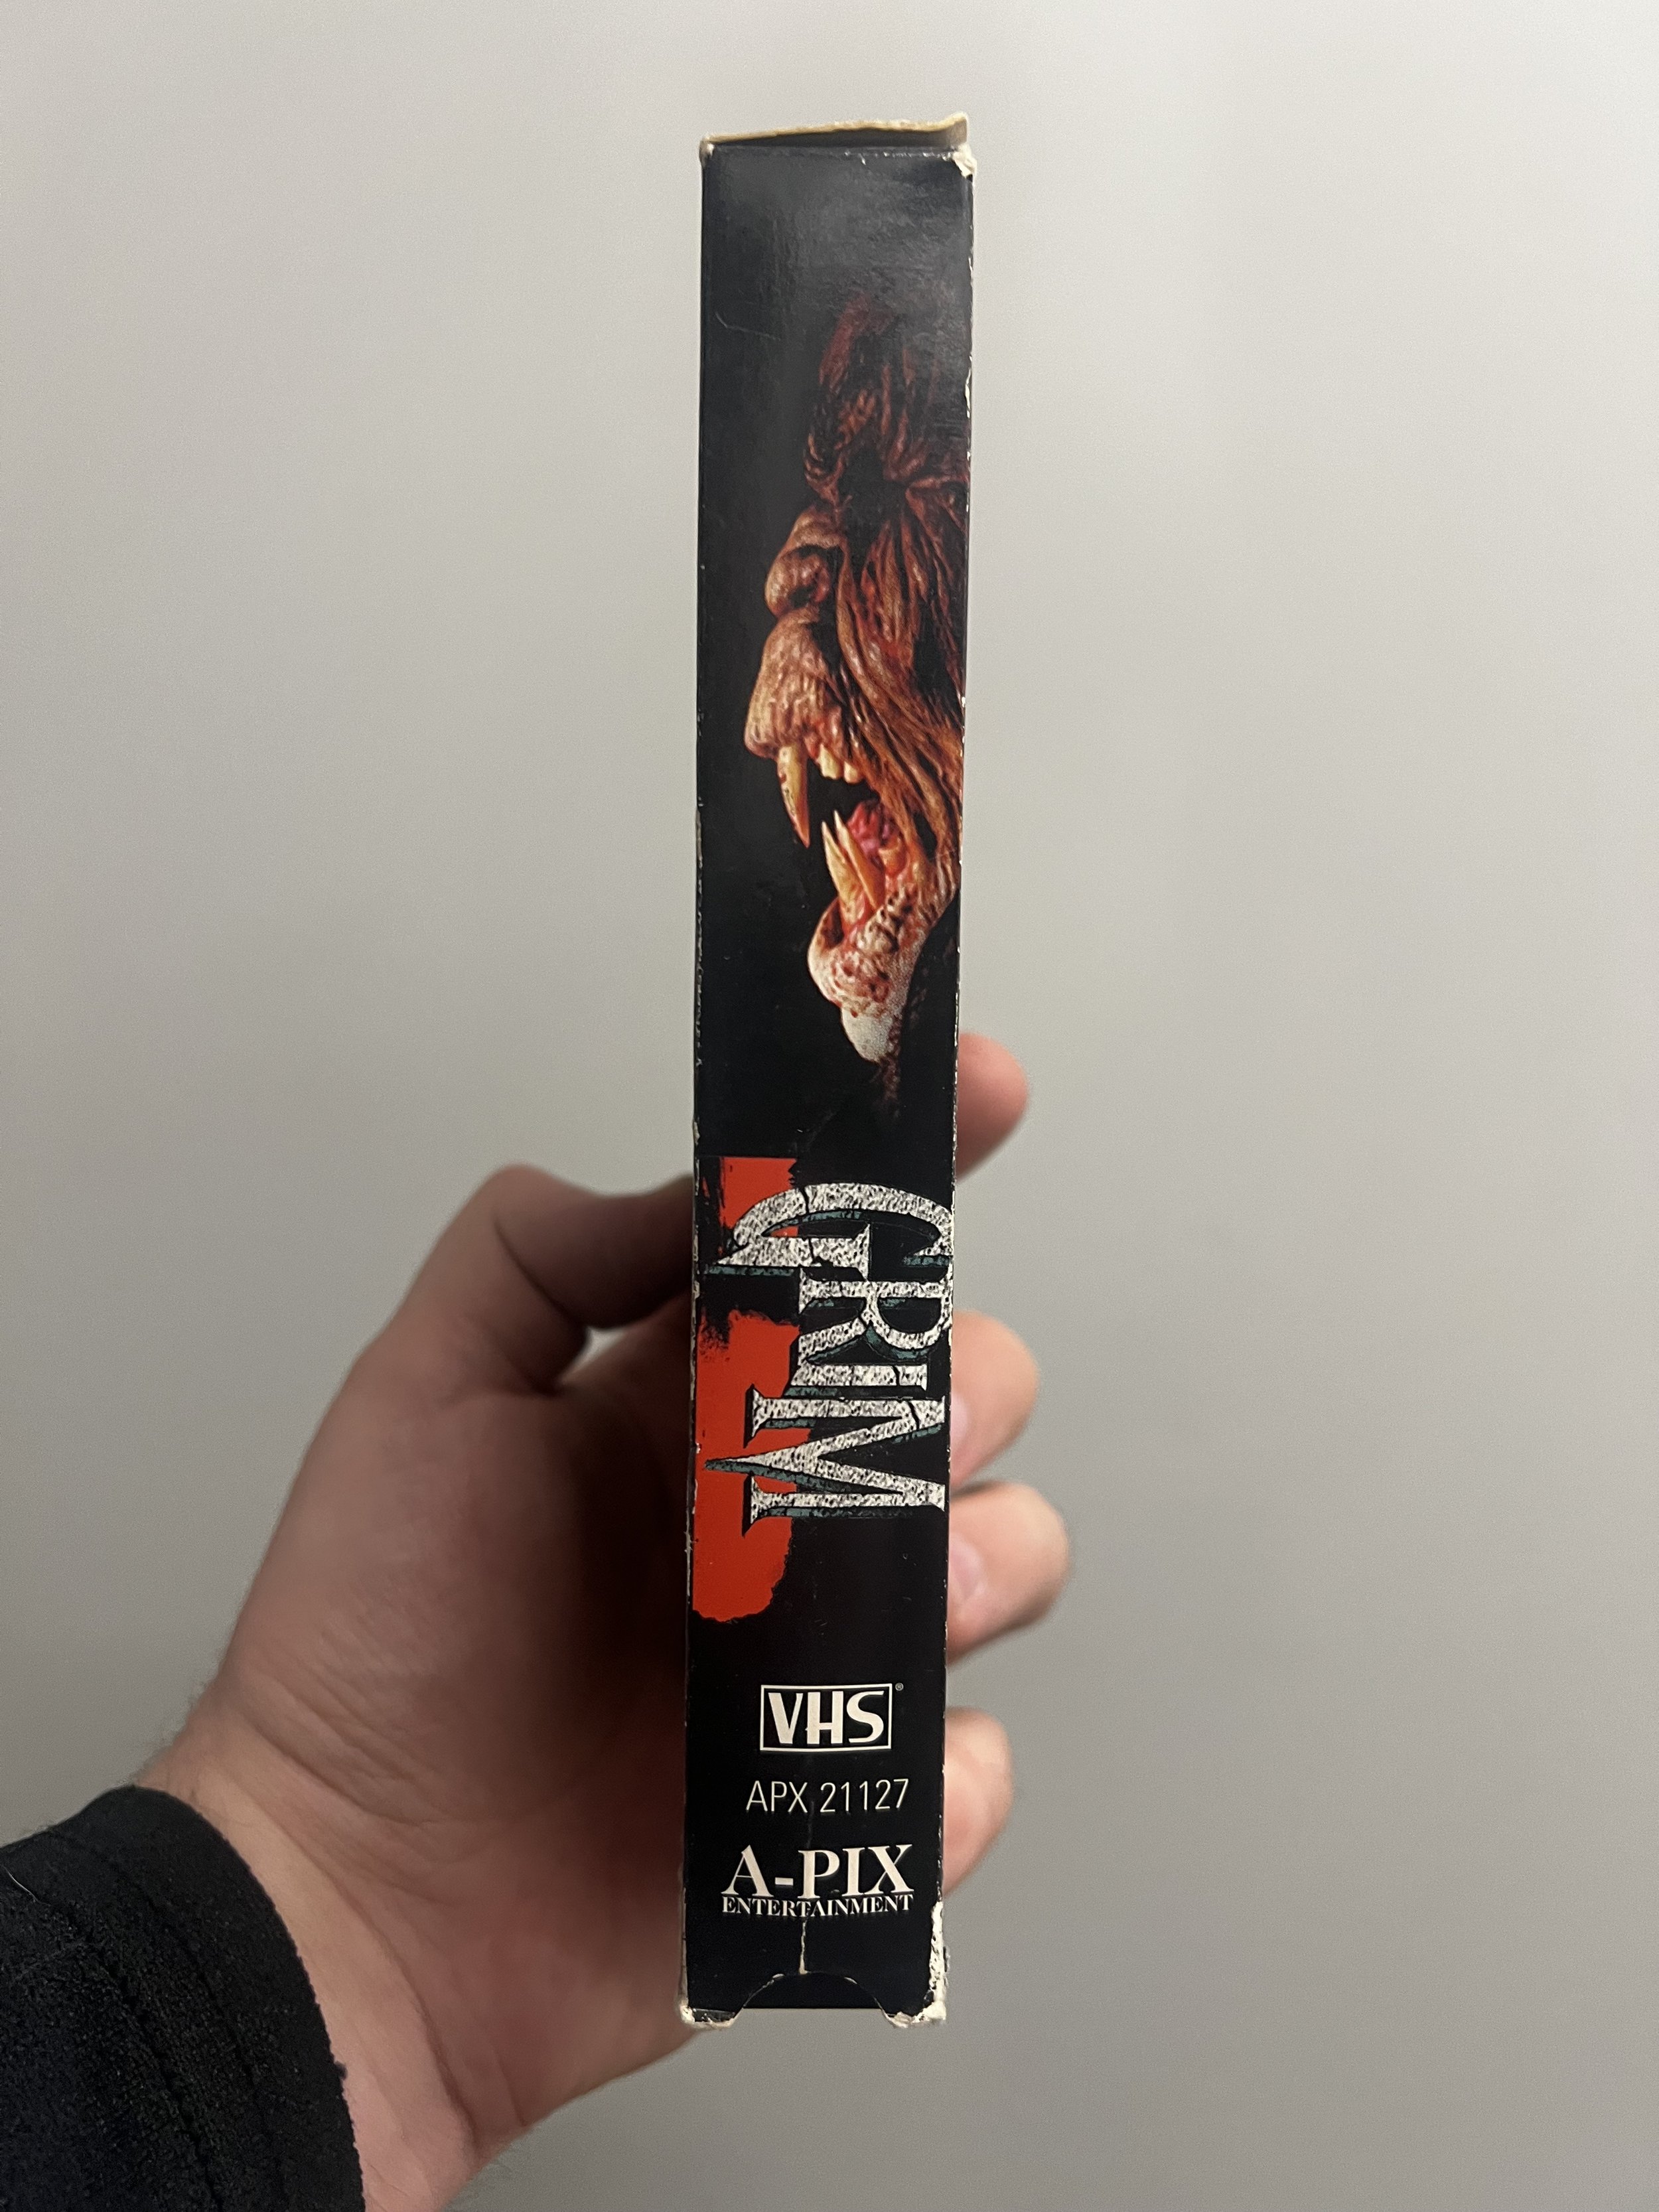 GRIM
VHS®
APX 21127
A-PIX
ENTERTAINMENT